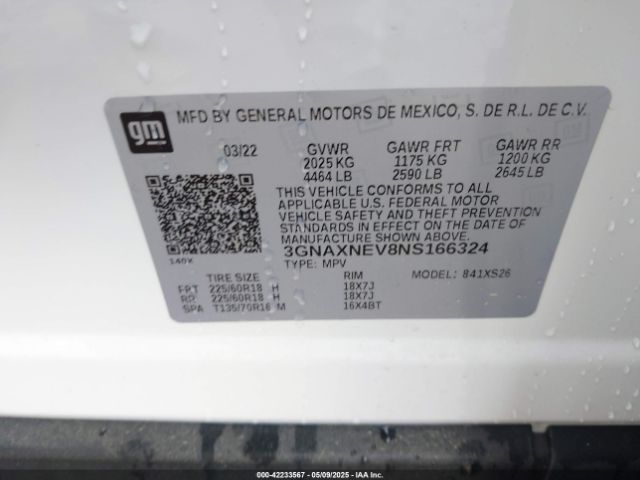 gm
MFD BY GENERAL MOTORS DE MEXICO, S. DE R.L. DE C.V.
03/22 GVWR GAWR FRT GAWR RR
2025 KG 1175 KG 1200 KG
4464 LB 2590 LB 2645 LB
THIS VEHICLE CONFORMS TO ALL
APPLICABLE U.S. FEDERAL MOTOR
VEHICLE SAFETY AND THEFT PREVENTION
STANDARDS IN EFFECT ON THE DATE OF
MANUFACTURE SHOWN ABOVE.
3GNAXNEV8NS166324
140X TYPE: MPV MODEL: 841XS26
TIRE SIZE RIM
FRT 225/60R18 H 18X7J
RR 225/60R18 H 18X7J
SPA T135/70R16 M 16X4BT
000-42233567 05/09/2025 IAA Inc.